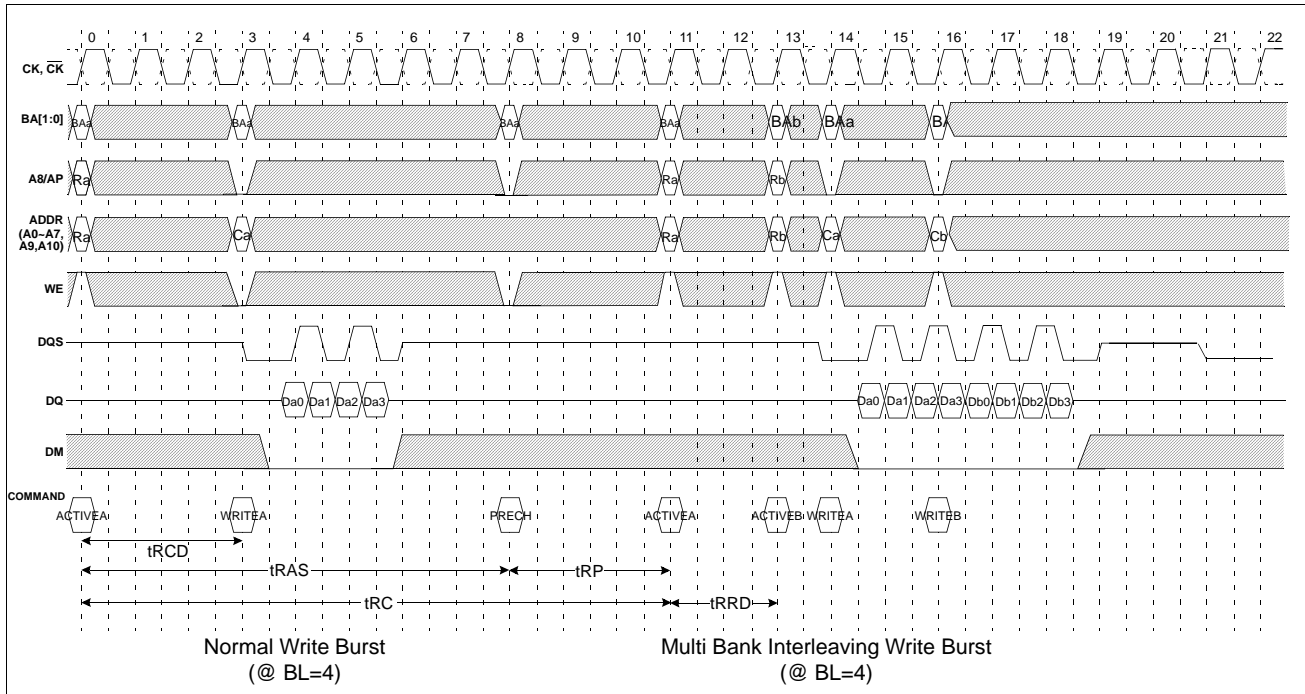 0 1 2 3 4 5 6 7 8 9 10 11 12 13 14 15 16 17 18 19 20 21 22
CK, CK
BA[1:0] BAa BAa BAa BAa BAb BAa BA
A8/AP Ra Ra Rb
ADDR
(A0~A7,
A9,A10)
Ra Ca Ra Rb Ca Cb
WE
DQS
DQ Da0 Da1 Da2 Da3 Da0 Da1 Da2 Da3 Db0 Db1 Db2 Db3
DM
COMMAND
ACTIVEA WRITEA PRECH ACTIVEA ACTIVEB WRITEA WRITEB
tRCD
tRAS tRP
tRC tRRD
Normal Write Burst Multi Bank Interleaving Write Burst
(@ BL=4) (@ BL=4)